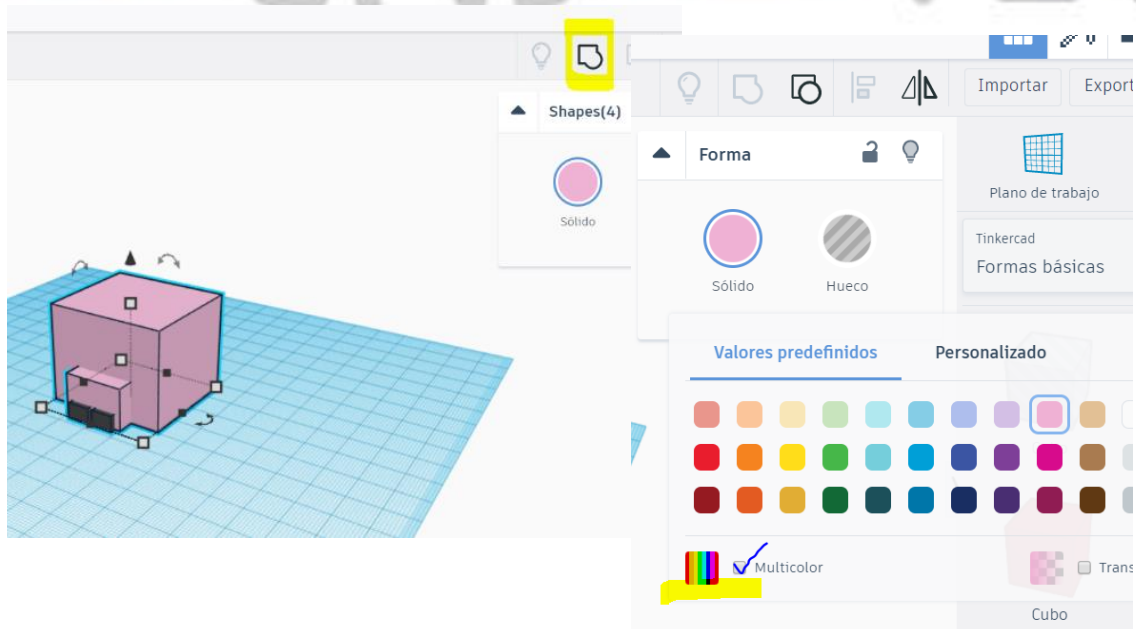 Shapes(4)
Sólido
Importar
Export
Forma
Plano de trabajo
Sólido
Hueco
Tinkercad
Formas básicas
Valores predefinidos
Personalizado
Multicolor
Trans
Cubo